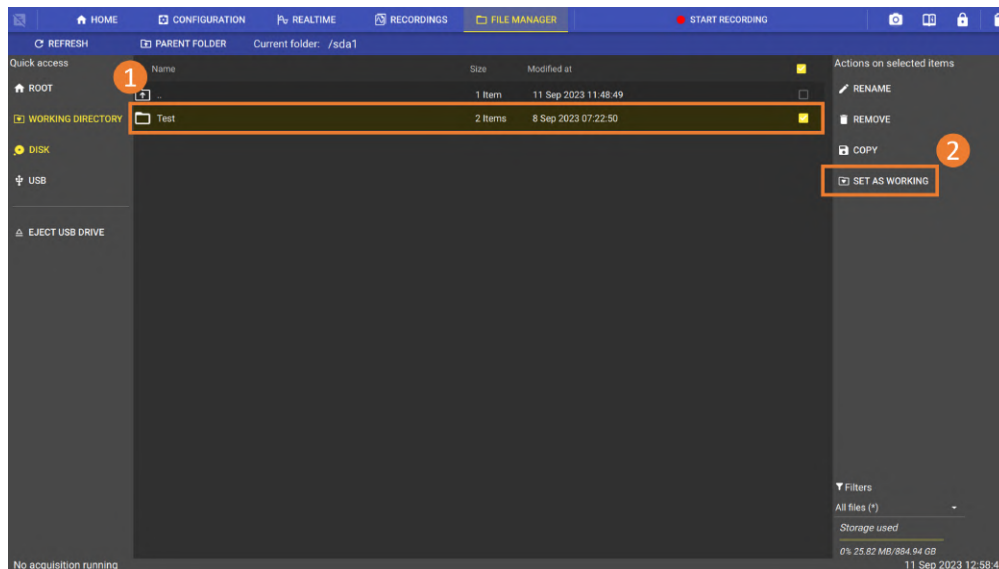 HOME CONFIGURATION REALTIME RECORDINGS FILE MANAGER START RECORDING
REFRESH PARENT FOLDER Current folder: /sda1
Quick access
ROOT
WORKING DIRECTORY
DISK
USB
EJECT USB DRIVE
1
Name Size Modified at
.. 1 Item 11 Sep 2023 11:48:49
Test 2 Items 8 Sep 2023 07:22:50
Actions on selected items
RENAME
REMOVE
COPY
2
SET AS WORKING
Filters
All files (*)
Storage used
0% 25.82 MB/884.94 GB
No acquisition running 11 Sep 2023 12:58:4